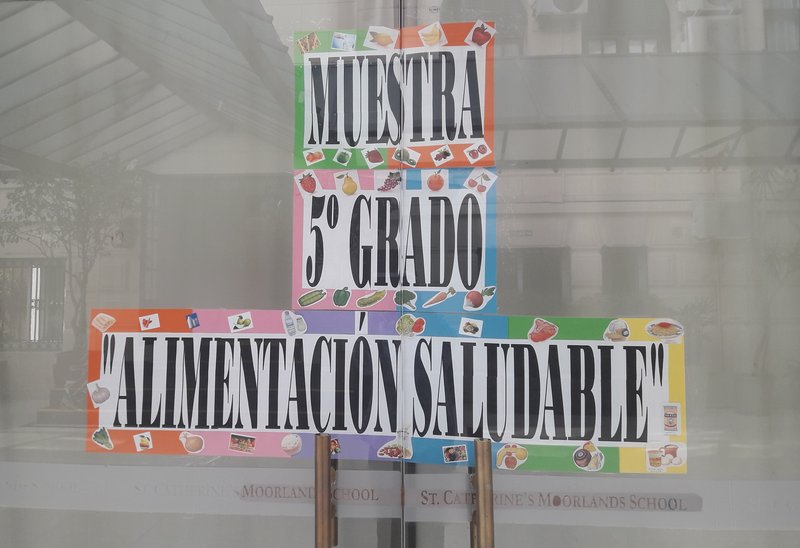 MUESTRA
5º GRADO
"ALIMENTACIÓN SALUDABLE"
ST. CATHERINE'S MOORLANDS SCHOOL ST. CATHERINE'S MOORLANDS SCHOOL